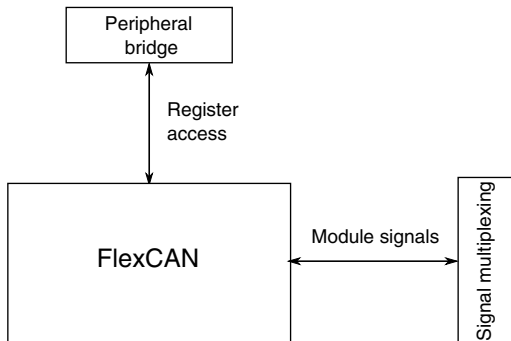 Peripheral
bridge
Register
access
FlexCAN
Module signals
Signal multiplexing